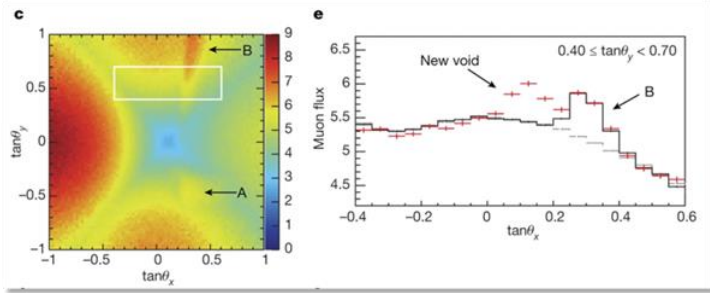 c
B
A
1
0.5
0
−0.5
−1
tanθy
−1
−0.5
0
0.5
1
tanθx
9
8
7
6
5
4
3
2
1
0
e
0.40 ≤ tanθy < 0.70
New void
B
6.5
6
5.5
5
4.5
Muon flux
−0.4
−0.2
0
0.2
0.4
0.6
tanθx